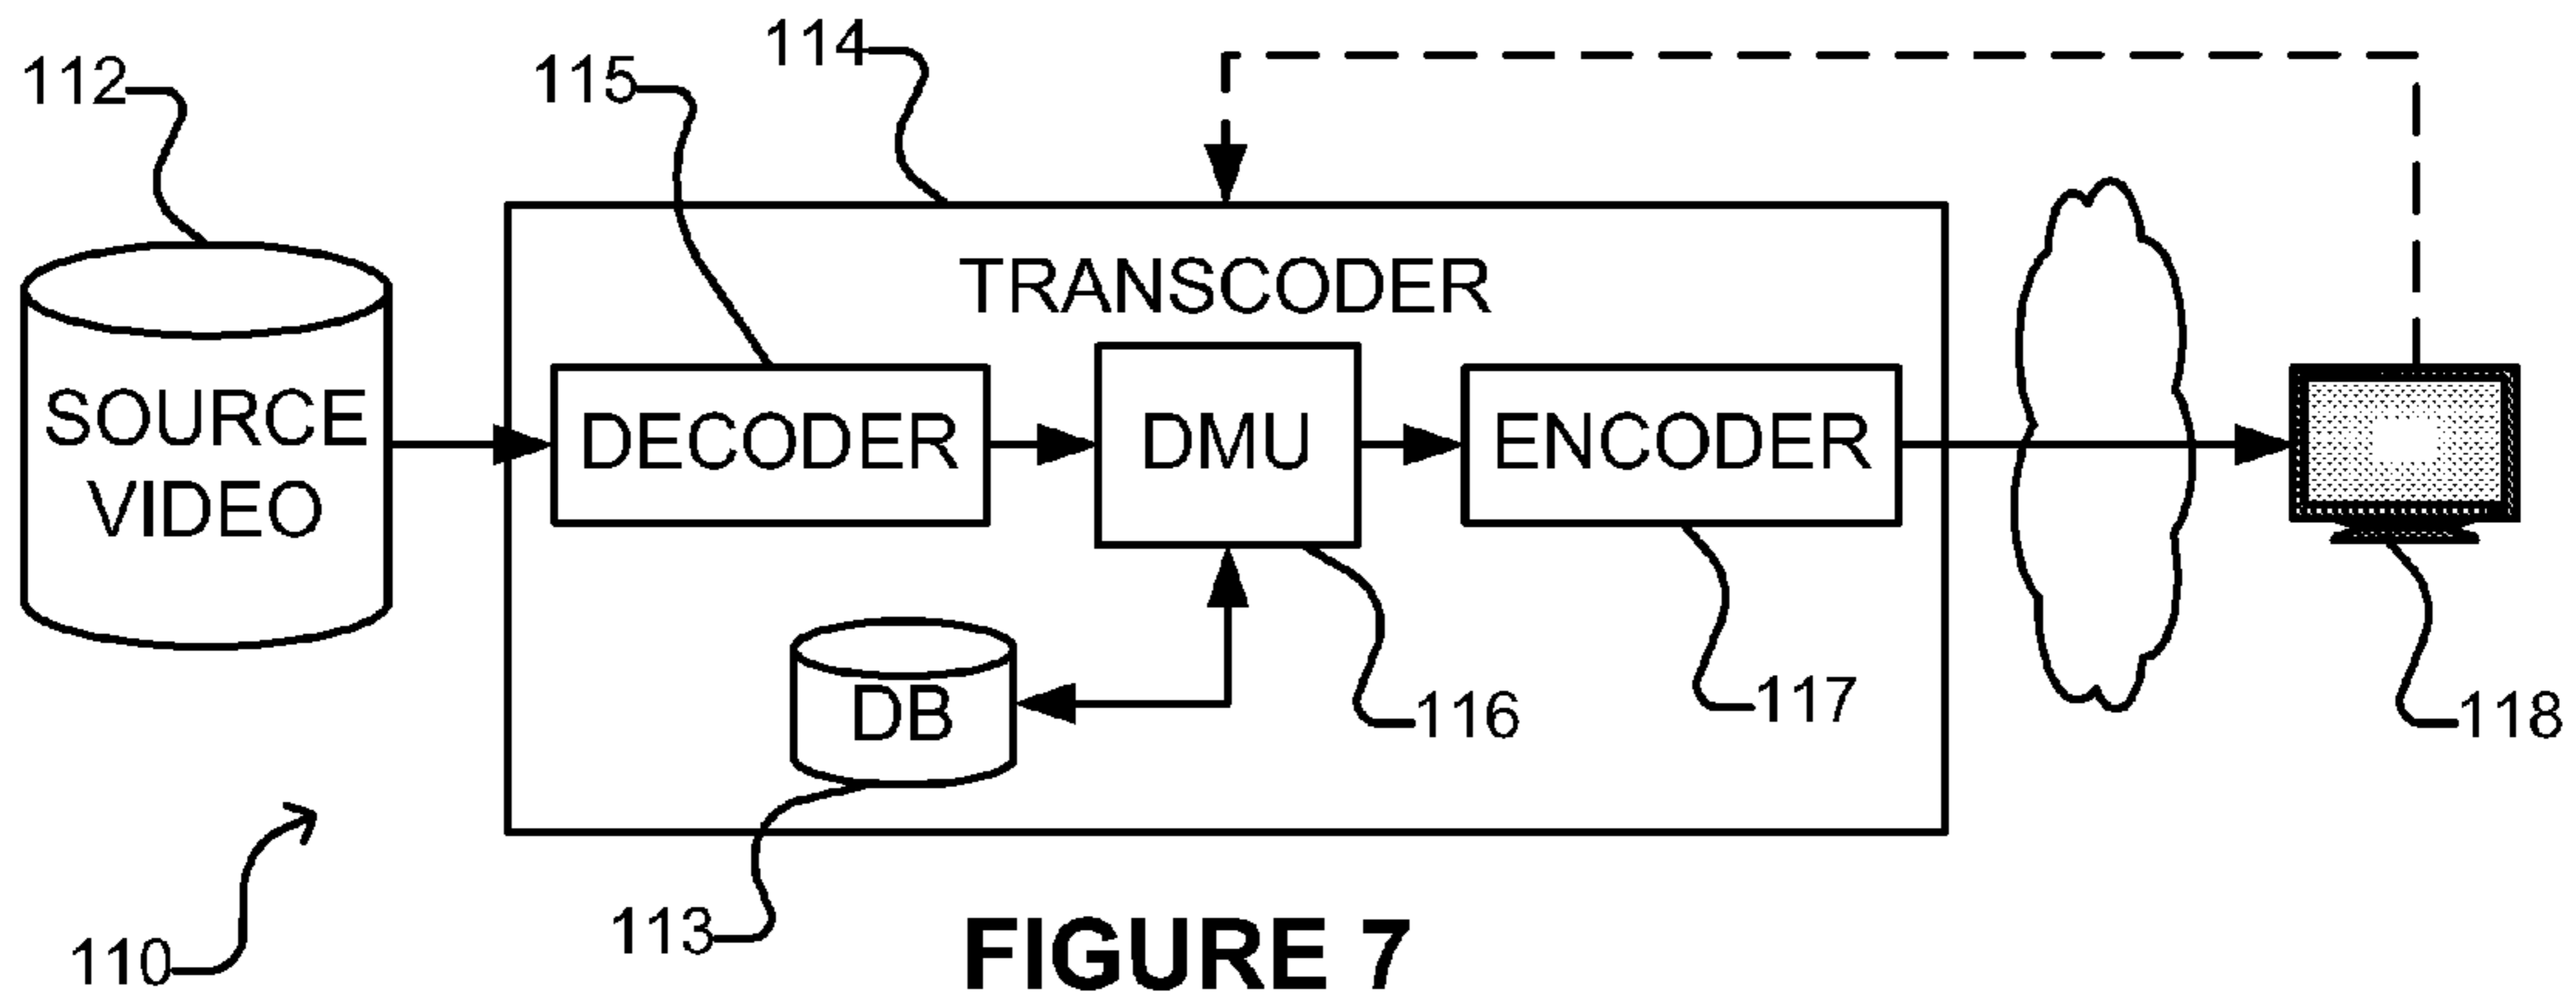 114
112
115
TRANSCODER
SOURCE
VIDEO
DECODER
DMU
ENCODER
DB
116
117
118
113
110
FIGURE 7